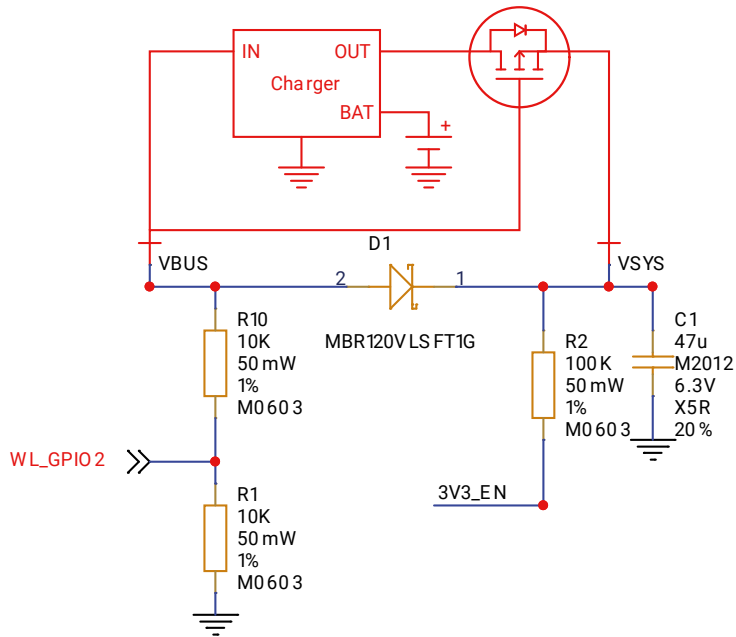 IN
OUT
Charger
BAT
+
D1
VBUS
VSYS
2
1
MBR120VLSFT1G
R10
10K
50mW
1%
M0603
R2
100K
50mW
1%
M0603
C1
47u
M2012
6.3V
X5R
20%
WL_GPIO2
3V3_EN
R1
10K
50mW
1%
M0603